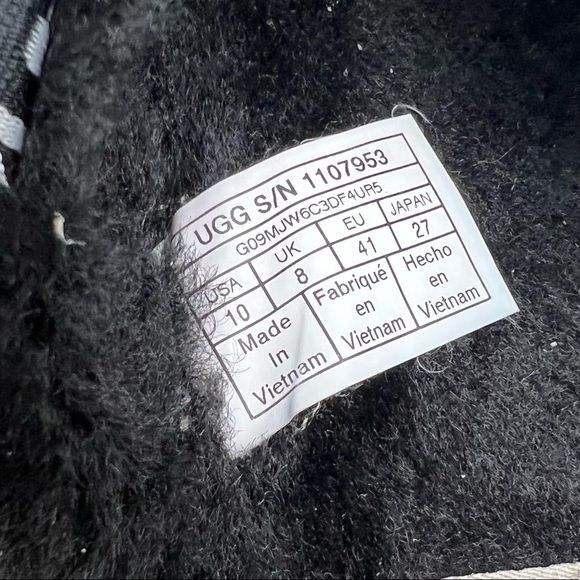 UGG S/N 1107953
G09MJW6C3DF4UR5
USA UK EU JAPAN
10 8 41 27
Made In Vietnam
Fabriqué en Vietnam
Hecho en Vietnam